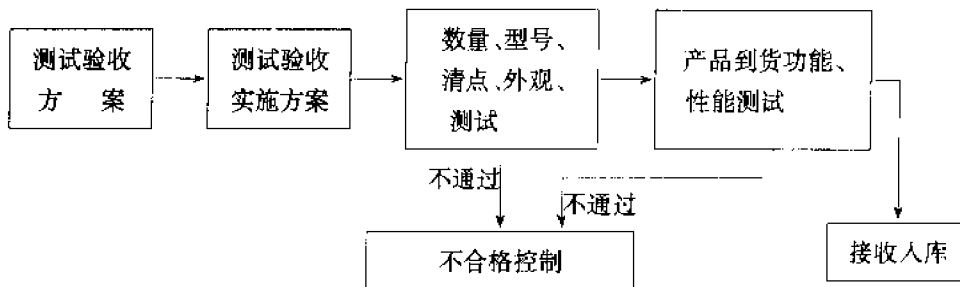 测试验收
方 案
测试验收
实施方案
数量、型号、
清点、外观、
测试
产品到货功能、
性能测试
不通过
不通过
不合格控制
接收入库